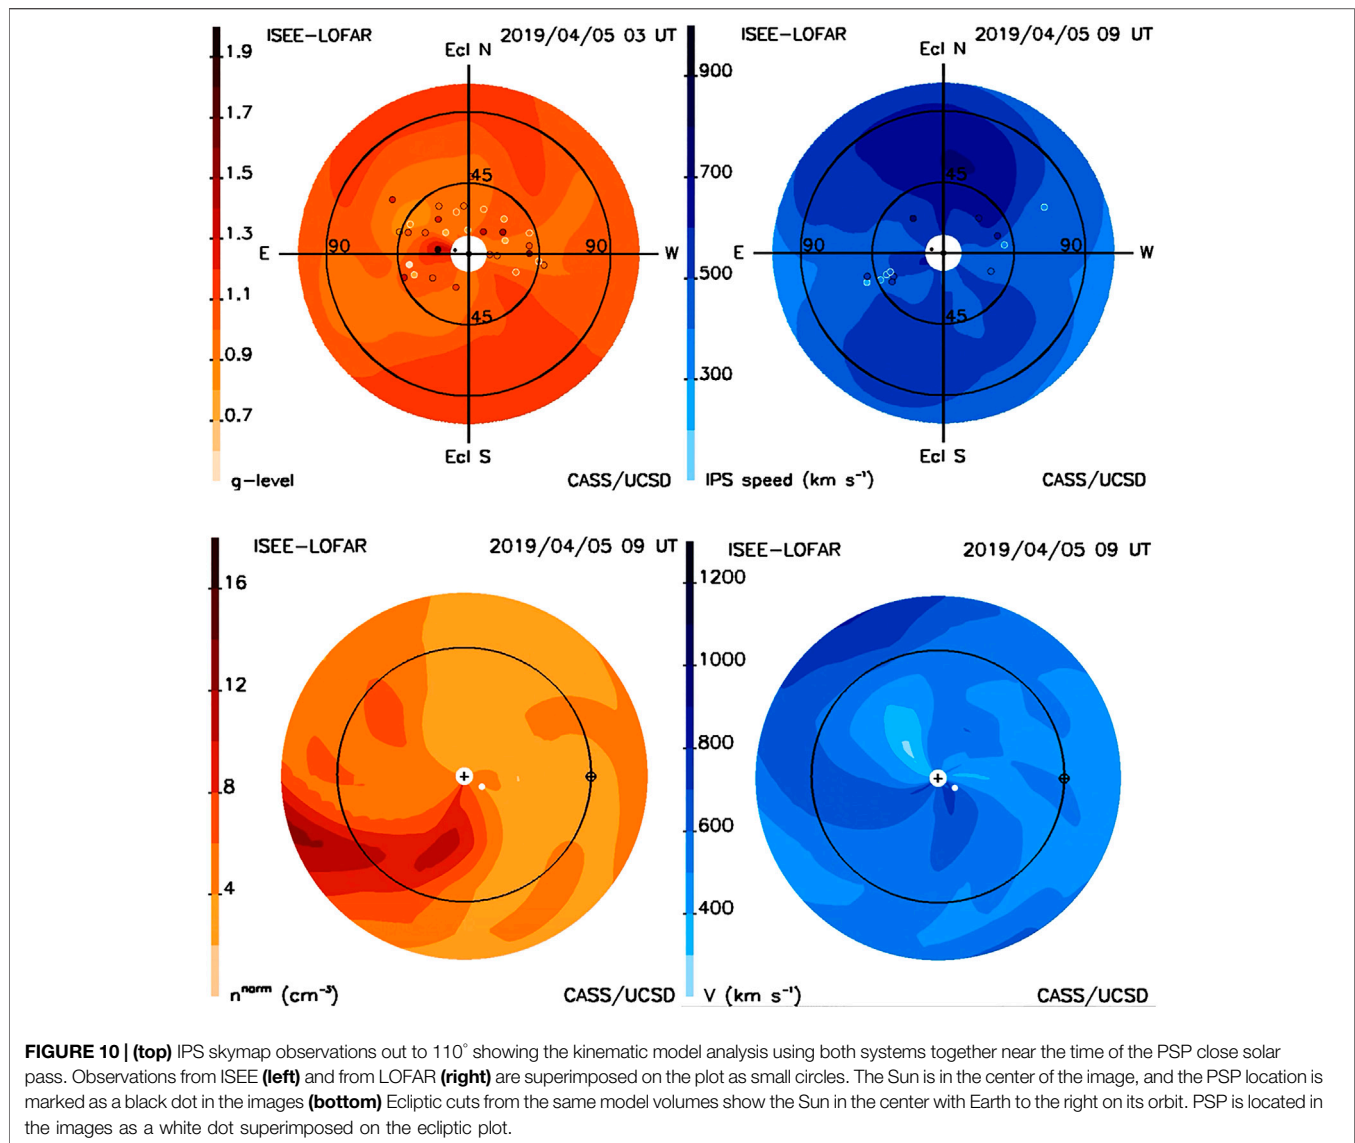 ISEE-LOFAR 2019/04/05 03 UT
Ecl N
1.9
1.7
1.5
1.3
1.1
0.9
0.7
45
E 90 90 W
45
Ecl S
g-level CASS/UCSD
ISEE-LOFAR 2019/04/05 09 UT
Ecl N
900
700
500
300
45
E 90 90 W
45
Ecl S
IPS speed (km s⁻¹) CASS/UCSD
ISEE-LOFAR 2019/04/05 09 UT
16
12
8
4
nⁿᵒʳᵐ (cm⁻³) CASS/UCSD
ISEE-LOFAR 2019/04/05 09 UT
1200
1000
800
600
400
V (km s⁻¹) CASS/UCSD
FIGURE 10 | (top) IPS skymap observations out to 110° showing the kinematic model analysis using both systems together near the time of the PSP close solar
pass. Observations from ISEE (left) and from LOFAR (right) are superimposed on the plot as small circles. The Sun is in the center of the image, and the PSP location is
marked as a black dot in the images (bottom) Ecliptic cuts from the same model volumes show the Sun in the center with Earth to the right on its orbit. PSP is located in
the images as a white dot superimposed on the ecliptic plot.